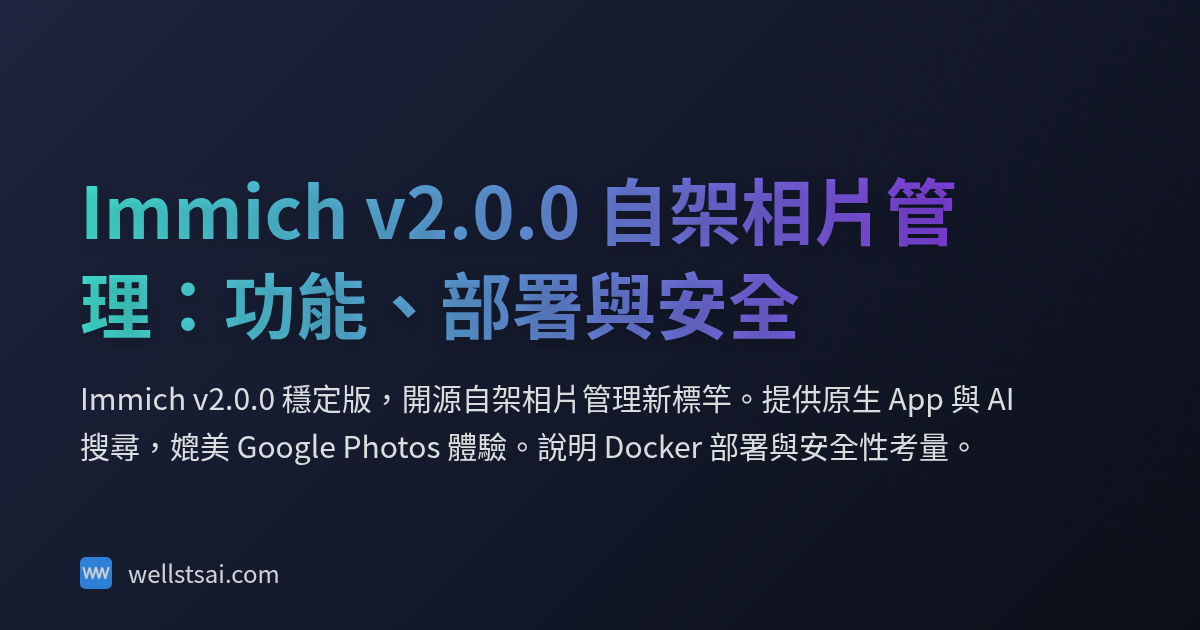 Immich v2.0.0 自架相片管
理：功能、部署與安全
Immich v2.0.0 穩定版，開源自架相片管理新標竿。提供原生 App 與 AI
搜尋，媲美 Google Photos 體驗。說明 Docker 部署與安全性考量。
WW wellstsai.com